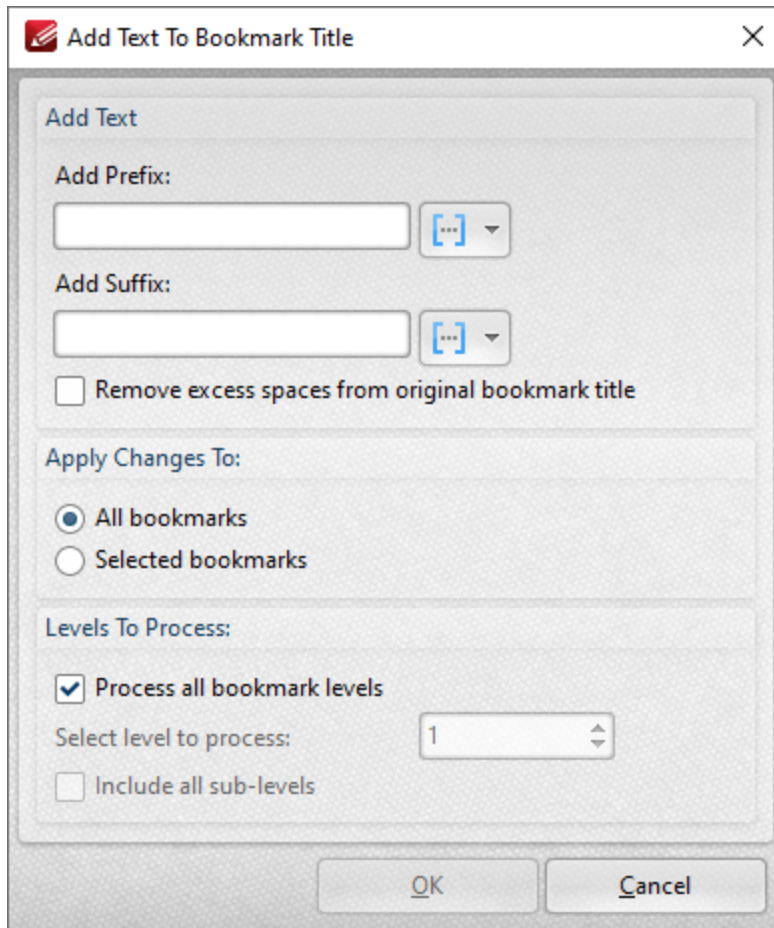 Add Text To Bookmark Title
Add Text
Add Prefix:
Add Suffix:
Remove excess spaces from original bookmark title
Apply Changes To:
All bookmarks
Selected bookmarks
Levels To Process:
Process all bookmark levels
Select level to process: 1
Include all sub-levels
OK Cancel